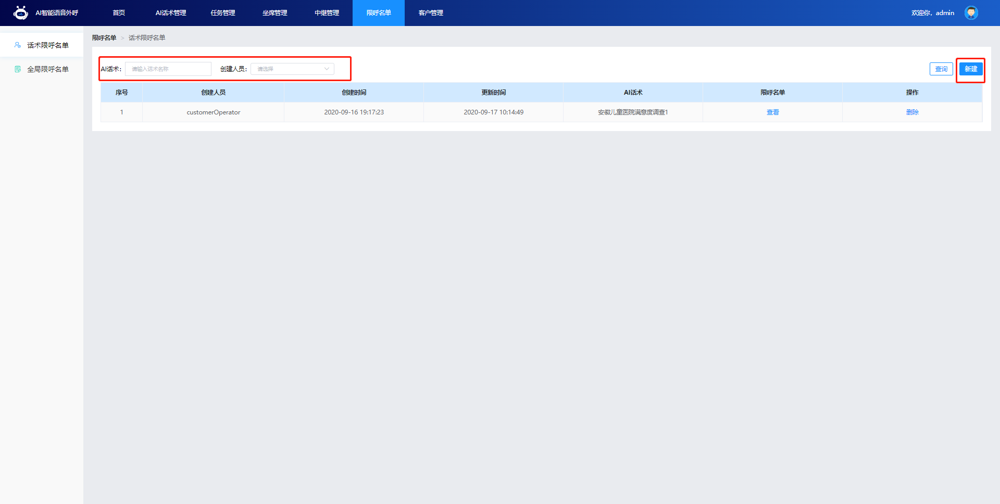 AI智能语音外呼 首页 AI话术管理 任务管理 坐席管理 中继管理 限呼名单 客户管理 欢迎你，admin
话术限呼名单
全局限呼名单
限呼名单 > 话术限呼名单
AI话术： 请输入话术名称 创建人员： 请选择 查询 新建
序号 创建人员 创建时间 更新时间 AI话术 限呼名单 操作
1 customerOperator 2020-09-16 19:17:23 2020-09-17 10:14:49 安徽儿童医院满意度调查1 查看 删除